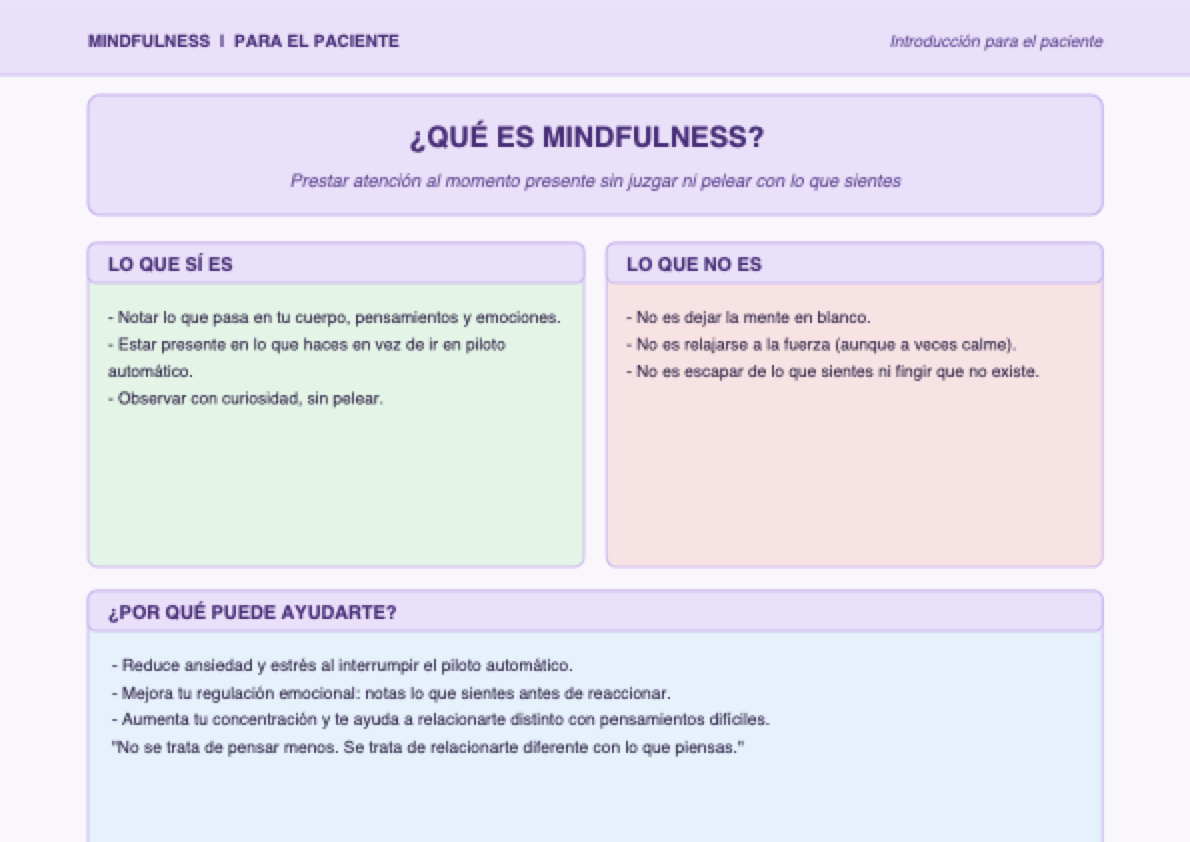 MINDFULNESS | PARA EL PACIENTE
Introducción para el paciente
¿QUÉ ES MINDFULNESS?
Prestar atención al momento presente sin juzgar ni pelear con lo que sientes
LO QUE SÍ ES
- Notar lo que pasa en tu cuerpo, pensamientos y emociones.
- Estar presente en lo que haces en vez de ir en piloto
automático.
- Observar con curiosidad, sin pelear.
LO QUE NO ES
- No es dejar la mente en blanco.
- No es relajarse a la fuerza (aunque a veces calme).
- No es escapar de lo que sientes ni fingir que no existe.
¿POR QUÉ PUEDE AYUDARTE?
- Reduce ansiedad y estrés al interrumpir el piloto automático.
- Mejora tu regulación emocional: notas lo que sientes antes de reaccionar.
- Aumenta tu concentración y te ayuda a relacionarte distinto con pensamientos difíciles.
"No se trata de pensar menos. Se trata de relacionarte diferente con lo que piensas."